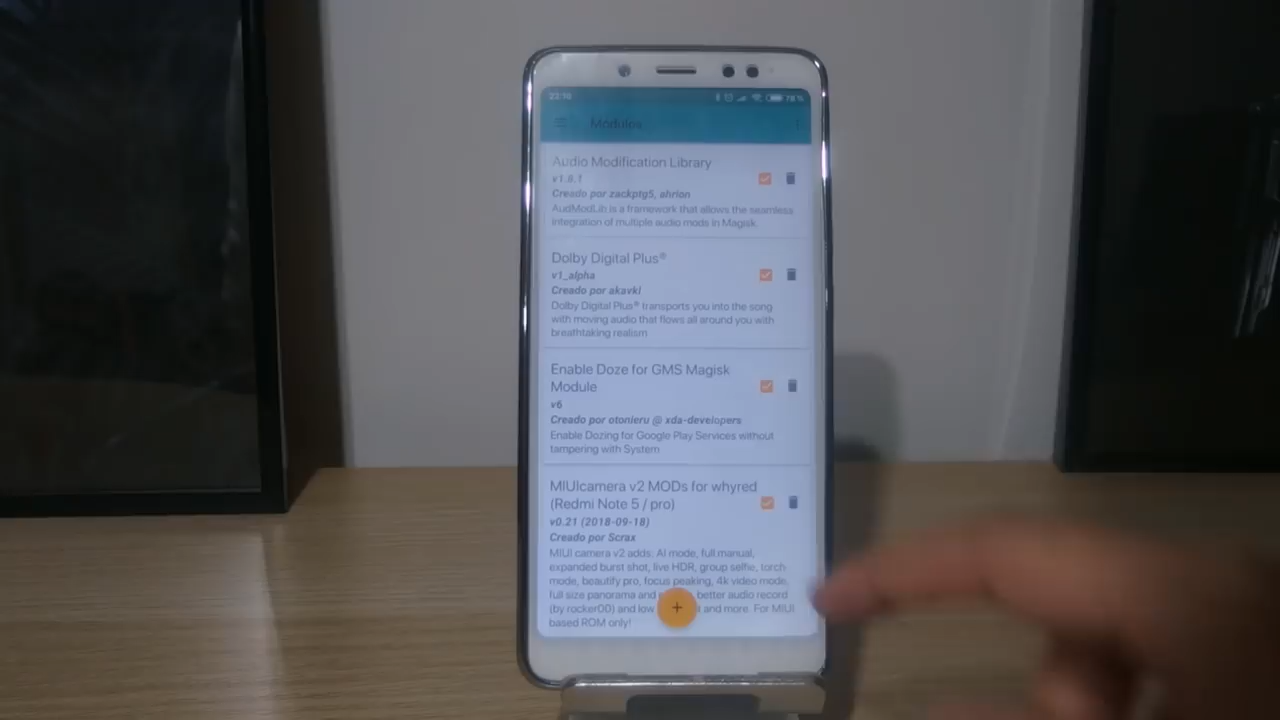 22:16
78%
Modules
Audio Modification Library
Creado por zackptg5, ahrion
AudModLib is a framework that allows the seamless
integration of multiple audio mods in Magisk
Dolby Digital Plus®
v1_alpha
Creado por akavkl
Dolby Digital Plus® transports you into the song
with moving audio that flows all around you with
breathtaking realism
Enable Doze for GMS Magisk
Module
v6
Creado por otonieru @ xda-developers
Enable Dozing for Google Play Services without
tampering with System
MIUIcamera v2 MODs for whyred
(Redmi Note 5 / pro)
v0.21 (2018-09-18)
Creado por Scrax
MIUI camera v2 adds: AI mode, full manual,
expanded burst shot, live HDR, group selfie, torch
mode, beautify pro, focus peaking, 4k video mode,
full size panorama and better audio record
(by rocker00) and low and more. For MIUI
based ROM only!
+